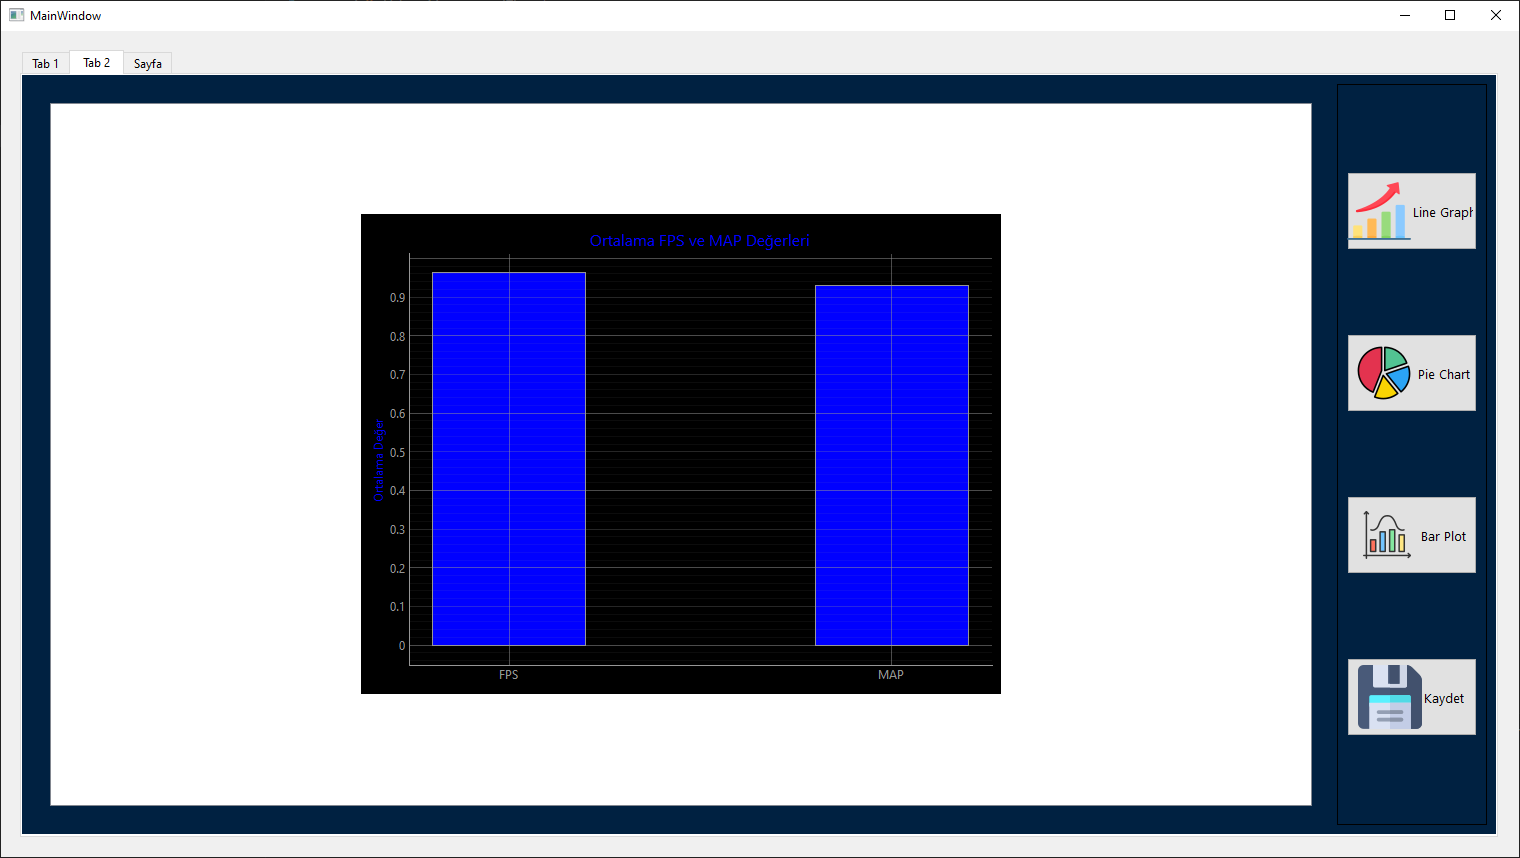 MainWindow
Tab 1
Tab 2
Sayfa
Ortalama FPS ve MAP Değerleri
Ortalama Değer
0.9
0.8
0.7
0.6
0.5
0.4
0.3
0.2
0.1
0
FPS
MAP
Line Graph
Pie Chart
Bar Plot
Kaydet